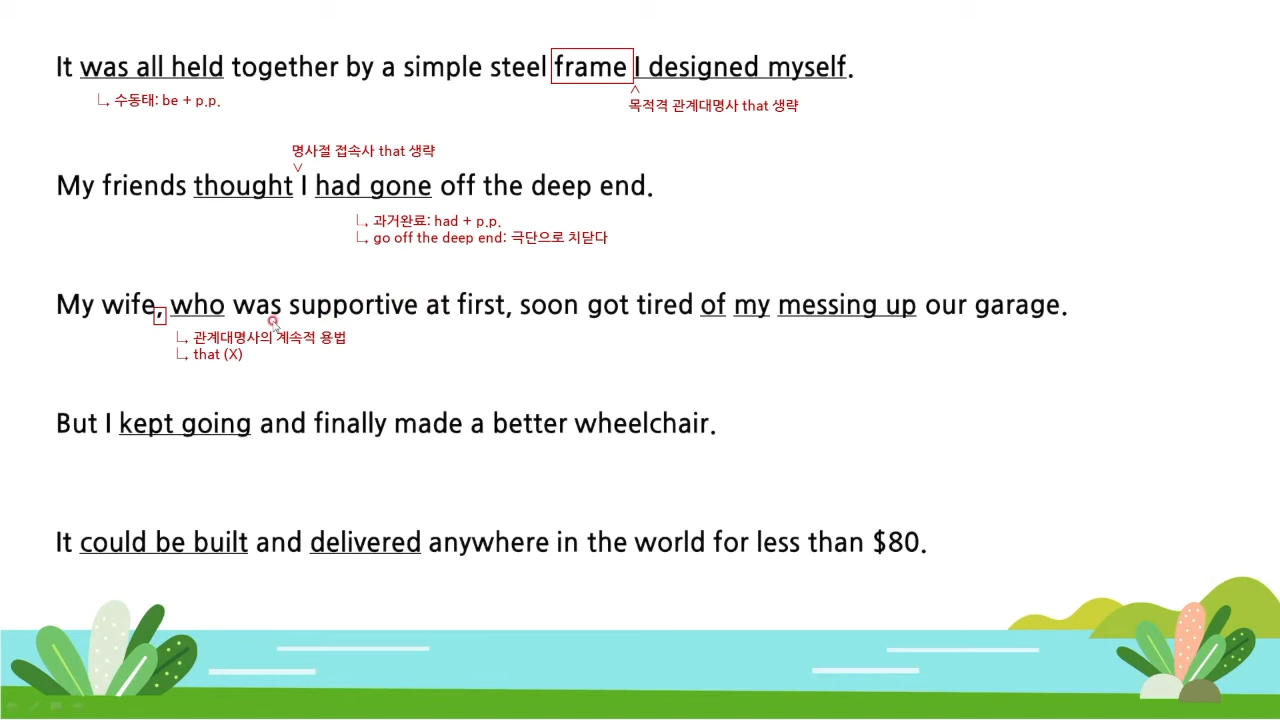 It was all held together by a simple steel frame I designed myself.
수동태: be + p.p.
목적격 관계대명사 that 생략
명사절 접속사 that 생략
My friends thought I had gone off the deep end.
과거완료: had + p.p.
go off the deep end: 극단으로 치닫다
My wife, who was supportive at first, soon got tired of my messing up our garage.
관계대명사의 계속적 용법
that (X)
But I kept going and finally made a better wheelchair.
It could be built and delivered anywhere in the world for less than $80.